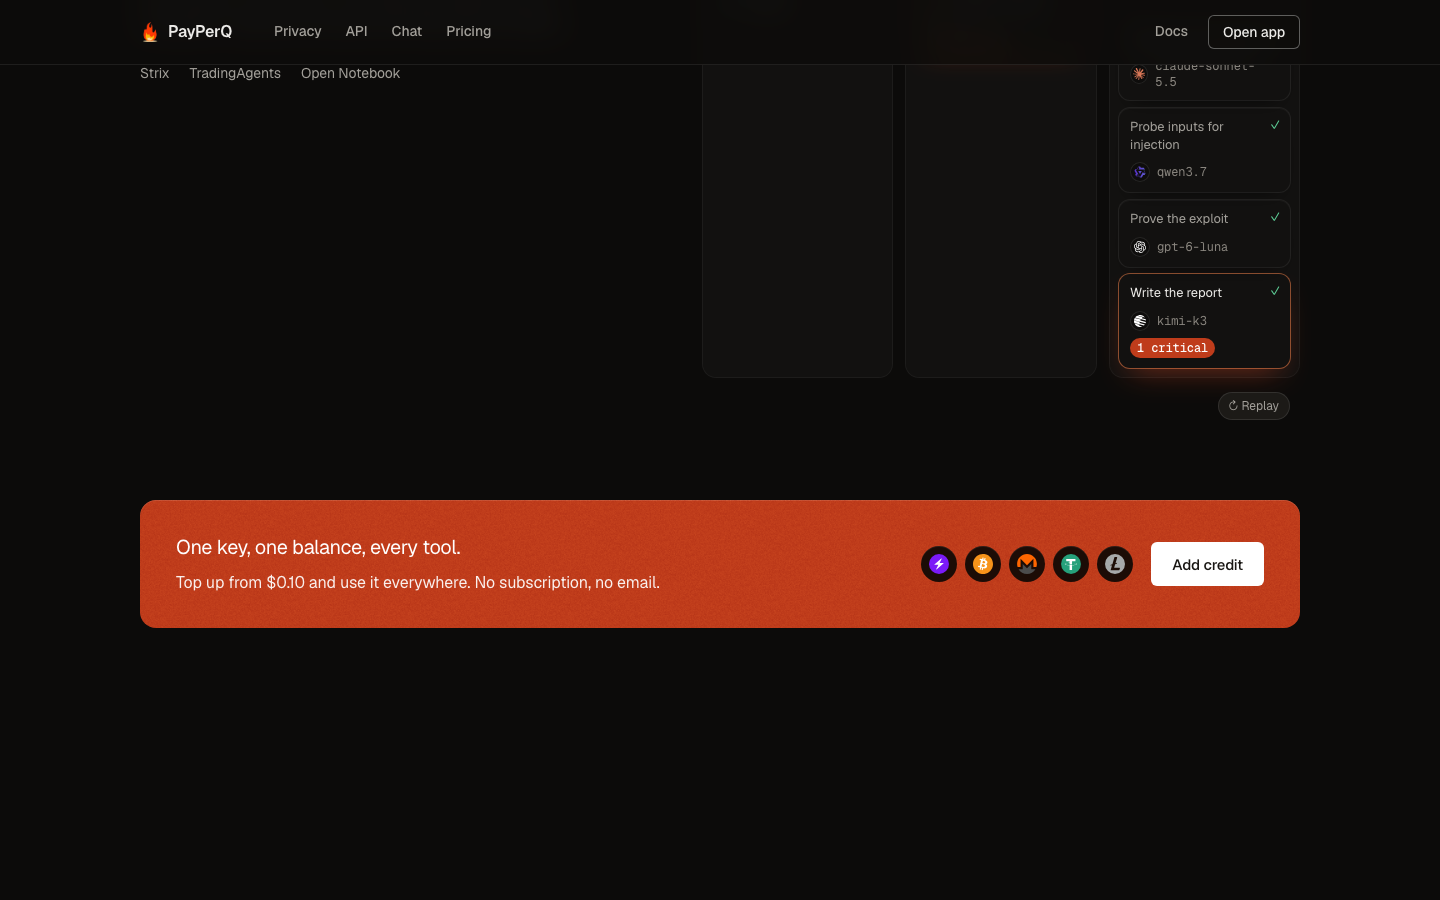 PayPerQ
Privacy
API
Chat
Pricing
Docs
Open app
Strix
TradingAgents
Open Notebook
claude-sonnet-
5.5
Probe inputs for
injection
qwen3.7
Prove the exploit
gpt-6-luna
Write the report
kimi-k3
1 critical
Replay
One key, one balance, every tool.
Top up from $0.10 and use it everywhere. No subscription, no email.
Add credit